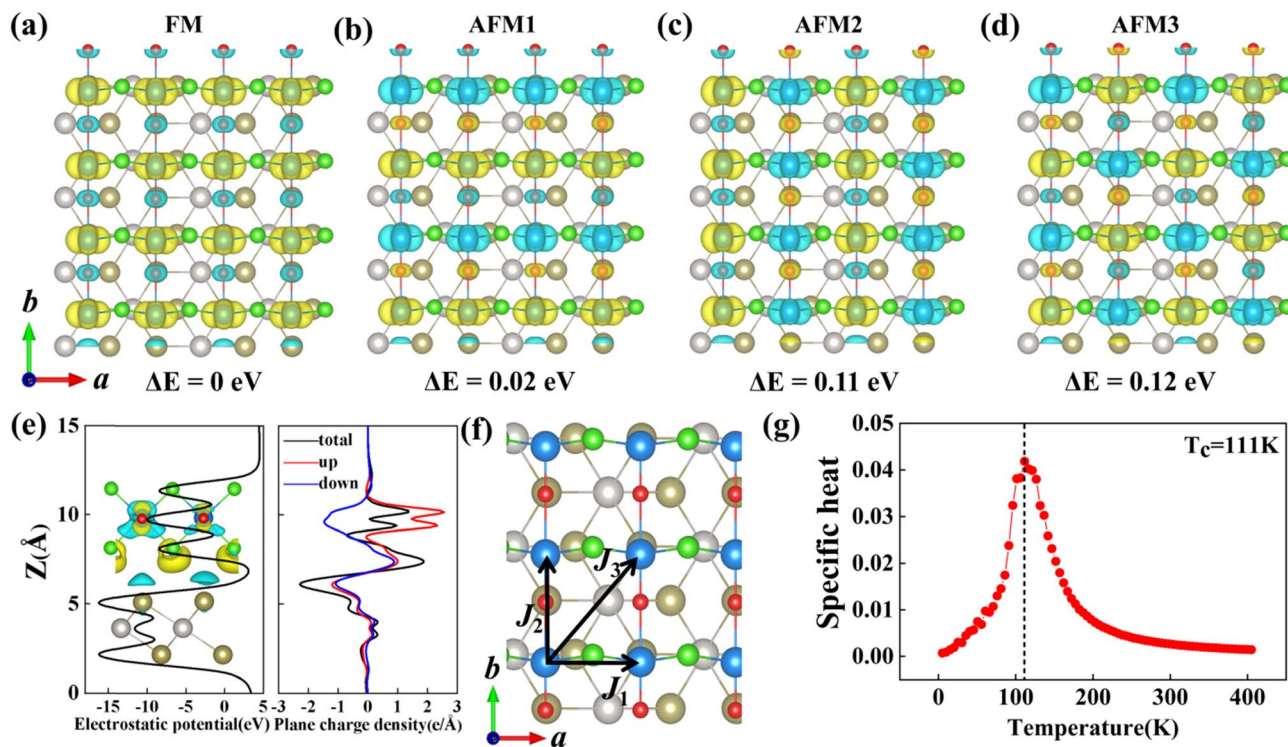 (a) FM
(b) AFM1
(c) AFM2
(d) AFM3
b
a
ΔE = 0 eV
ΔE = 0.02 eV
ΔE = 0.11 eV
ΔE = 0.12 eV
(e)
15
10
5
0
Z(Å)
-15 -10 -5 0 5
Electrostatic potential(eV)
total
up
down
-3 -2 -1 0 1 2 3
Plane charge density(e/Å)
(f)
J3
J2
J1
b
a
(g)
Tc=111K
0.05
0.04
0.03
0.02
0.01
0.00
Specific heat
0 100 200 300 400
Temperature(K)